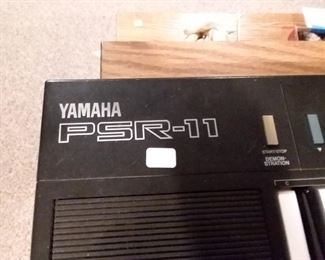 YAMAHA
PSR-11
START/STOP
DEMON-
STRATION